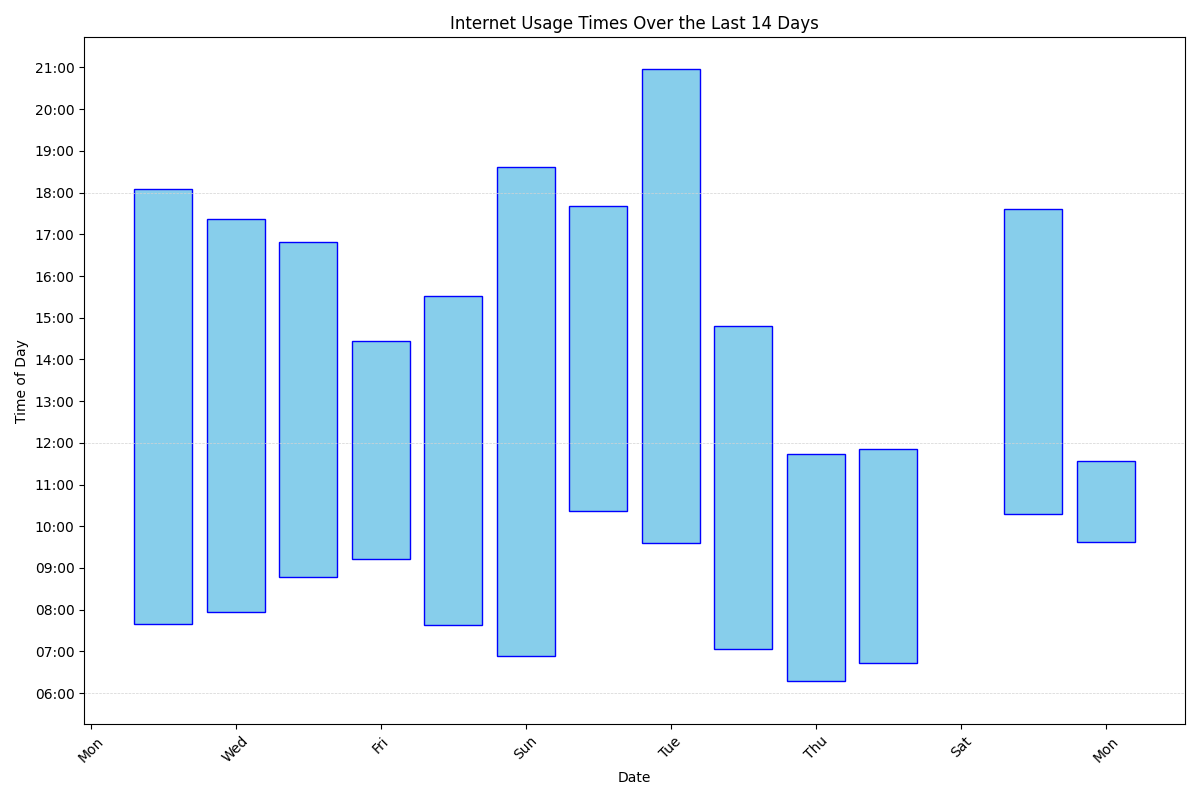 Internet Usage Times Over the Last 14 Days
21:00
20:00
19:00
18:00
17:00
16:00
15:00
14:00
13:00
12:00
11:00
10:00
09:00
08:00
07:00
06:00
Time of Day
Mon
Wed
Fri
Sun
Tue
Thu
Sat
Mon
Date